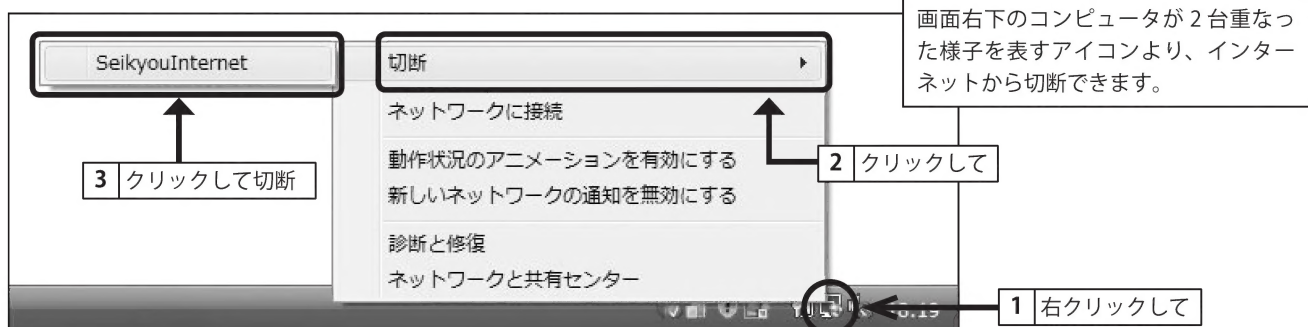 画面右下のコンピュータが 2 台重なっ
た様子を表すアイコンより、インター
ネットから切断できます。
SeikyouInternet
切断
ネットワークに接続
動作状況のアニメーションを有効にする
新しいネットワークの通知を無効にする
診断と修復
ネットワークと共有センター
3 クリックして切断
2 クリックして
1 右クリックして